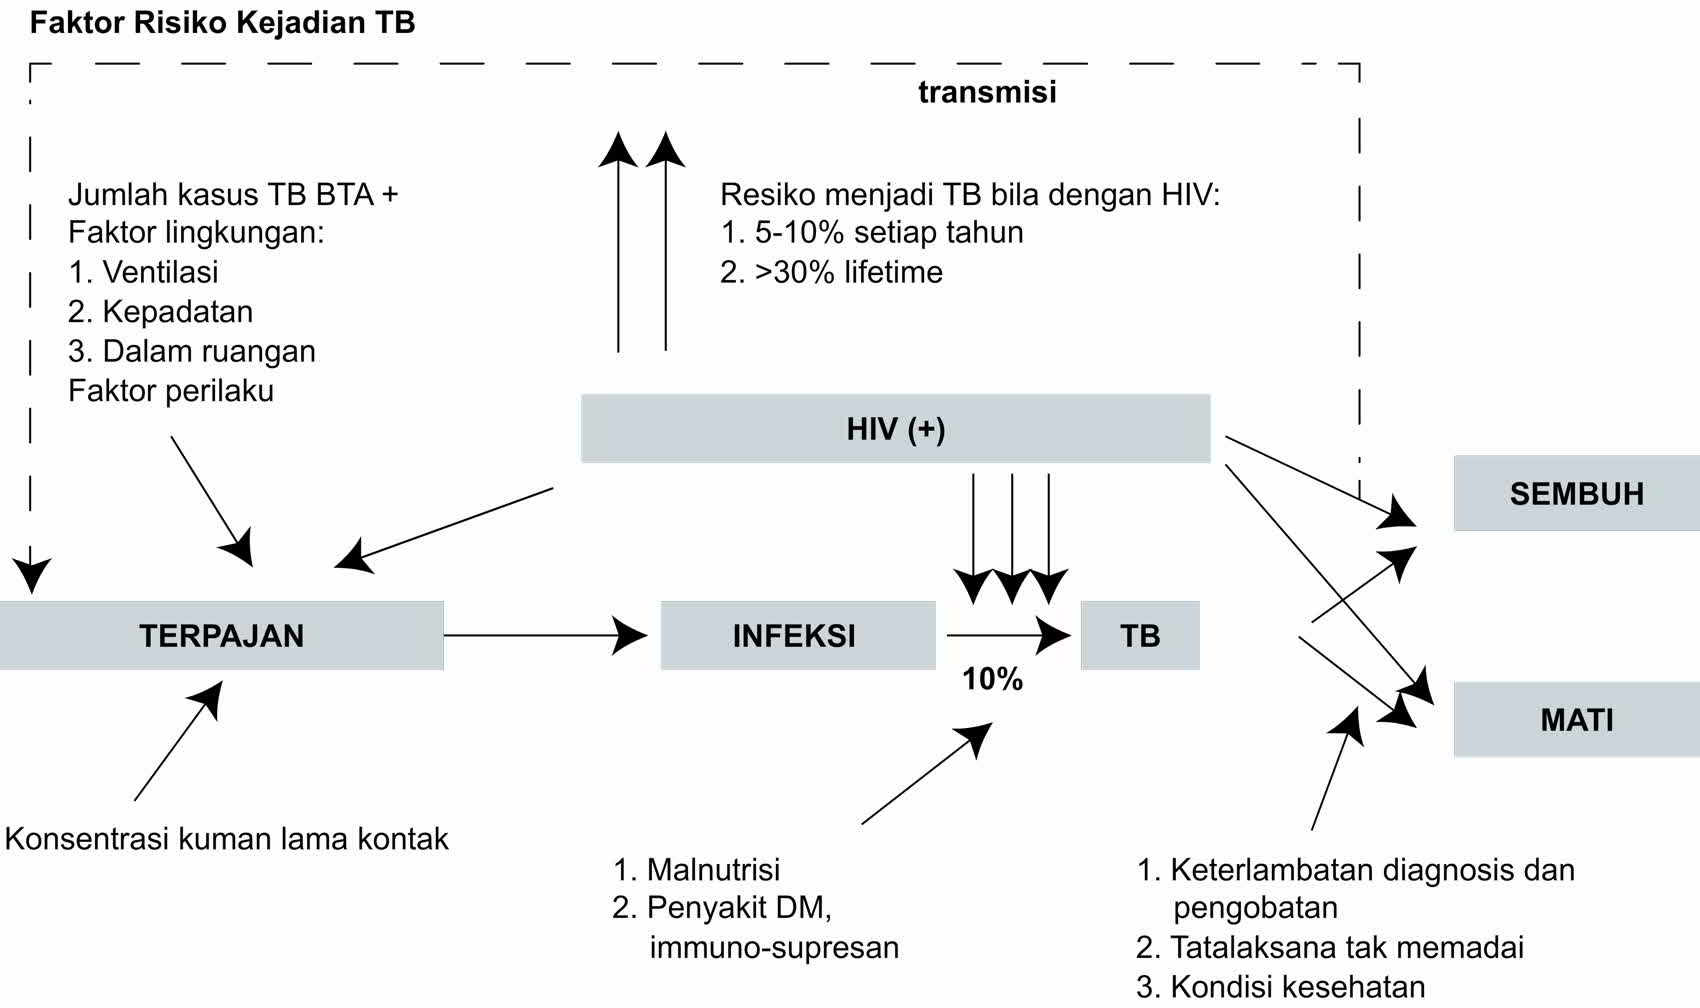 Faktor Risiko Kejadian TB
transmisi
Jumlah kasus TB BTA +
Faktor lingkungan:
1. Ventilasi
2. Kepadatan
3. Dalam ruangan
Faktor perilaku
Resiko menjadi TB bila dengan HIV:
1. 5-10% setiap tahun
2. >30% lifetime
HIV (+)
SEMBUH
TERPAJAN
INFEKSI
TB
10%
MATI
Konsentrasi kuman lama kontak
1. Malnutrisi
2. Penyakit DM,
immuno-supresan
1. Keterlambatan diagnosis dan
pengobatan
2. Tatalaksana tak memadai
3. Kondisi kesehatan